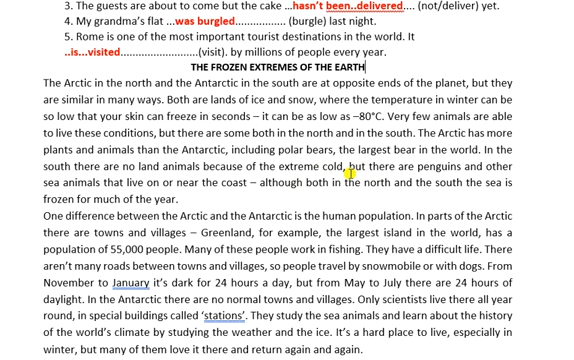 3. The guests are about to come but the cake ...hasn't been..delivered.... (not/deliver) yet.
4. My grandma's flat ...was burgled................. (burgle) last night.
5. Rome is one of the most important tourist destinations in the world. It
..is...visited..........................(visit). by millions of people every year.
THE FROZEN EXTREMES OF THE EARTH
The Arctic in the north and the Antarctic in the south are at opposite ends of the planet, but they
are similar in many ways. Both are lands of ice and snow, where the temperature in winter can be
so low that your skin can freeze in seconds – it can be as low as –80°C. Very few animals are able
to live these conditions, but there are some both in the north and in the south. The Arctic has more
plants and animals than the Antarctic, including polar bears, the largest bear in the world. In the
south there are no land animals because of the extreme cold, but there are penguins and other
sea animals that live on or near the coast – although both in the north and the south the sea is
frozen for much of the year.
One difference between the Arctic and the Antarctic is the human population. In parts of the Arctic
there are towns and villages – Greenland, for example, the largest island in the world, has a
population of 55,000 people. Many of these people work in fishing. They have a difficult life. There
aren't many roads between towns and villages, so people travel by snowmobile or with dogs. From
November to January it's dark for 24 hours a day, but from May to July there are 24 hours of
daylight. In the Antarctic there are no normal towns and villages. Only scientists live there all year
round, in special buildings called 'stations'. They study the sea animals and learn about the history
of the world's climate by studying the weather and the ice. It's a hard place to live, especially in
winter, but many of them love it there and return again and again.